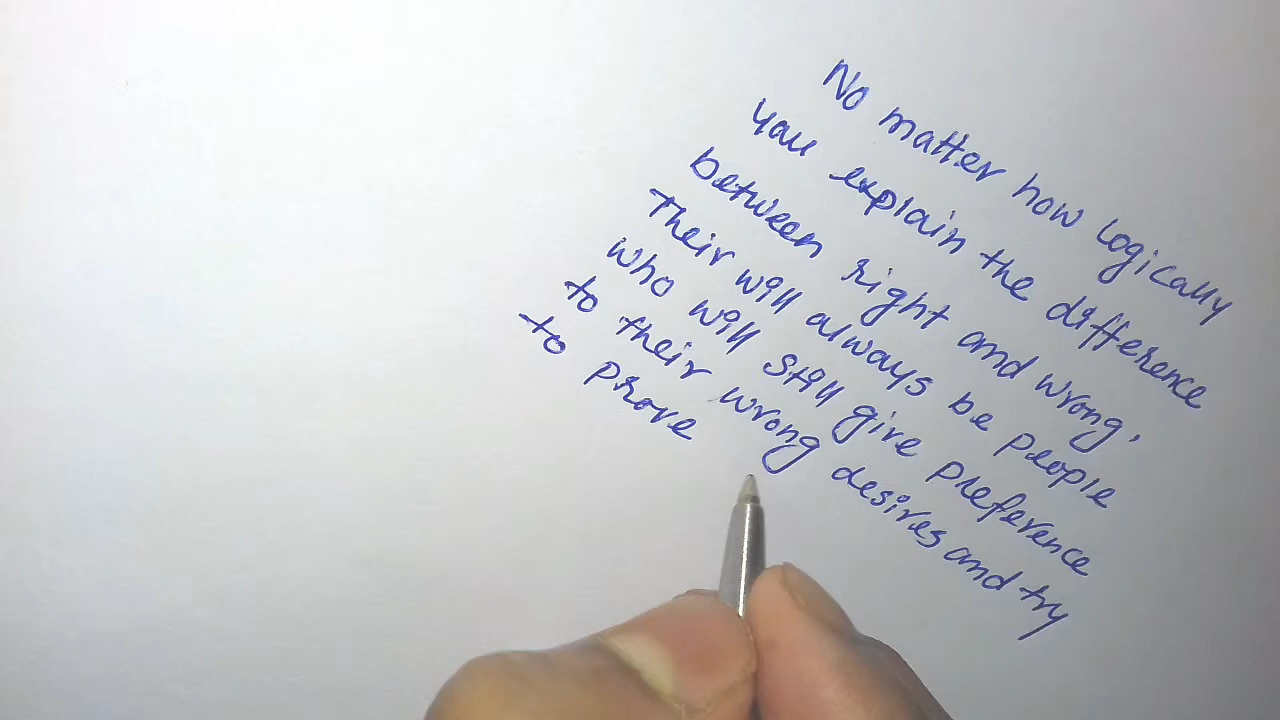 No matter how logically
you explain the difference
between right and wrong,
Their will always be people
who will still give preference
to their wrong desires and try
to prove